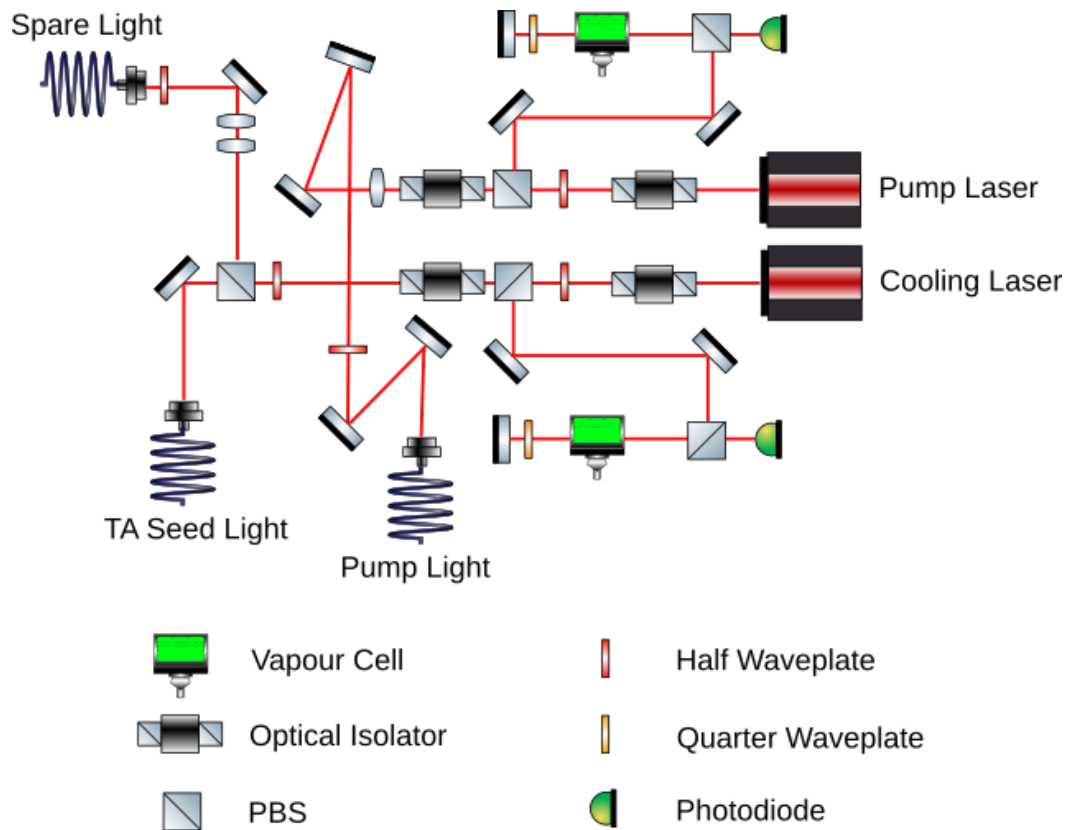 Spare Light
Pump Laser
Cooling Laser
TA Seed Light
Pump Light
Vapour Cell
Half Waveplate
Optical Isolator
Quarter Waveplate
PBS
Photodiode